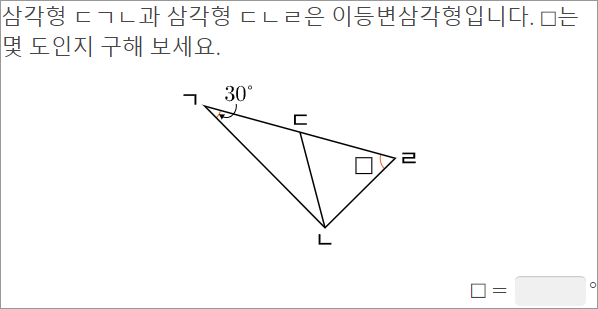 삼각형 ㄷㄱㄴ과 삼각형 ㄷㄴㄹ은 이등변삼각형입니다. □는
몇 도인지 구해 보세요.
ㄱ
30°
ㄷ
□
ㄹ
ㄴ
□ = °